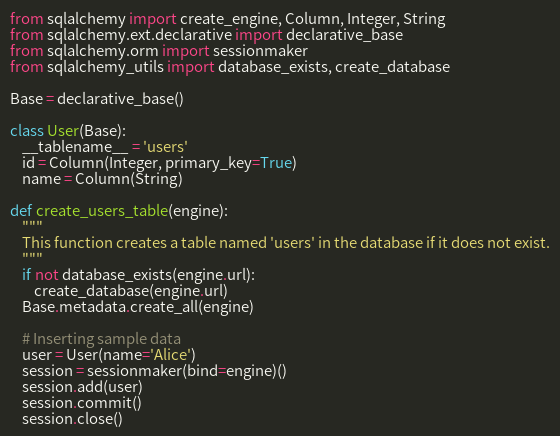 from sqlalchemy import create_engine, Column, Integer, String
from sqlalchemy.ext.declarative import declarative_base
from sqlalchemy.orm import sessionmaker
from sqlalchemy_utils import database_exists, create_database

Base = declarative_base()

class User(Base):
    __tablename__ = 'users'
    id = Column(Integer, primary_key=True)
    name = Column(String)

def create_users_table(engine):
    """
    This function creates a table named 'users' in the database if it does not exist.
    """
    if not database_exists(engine.url):
        create_database(engine.url)
    Base.metadata.create_all(engine)

    # Inserting sample data
    user = User(name='Alice')
    session = sessionmaker(bind=engine)()
    session.add(user)
    session.commit()
    session.close()